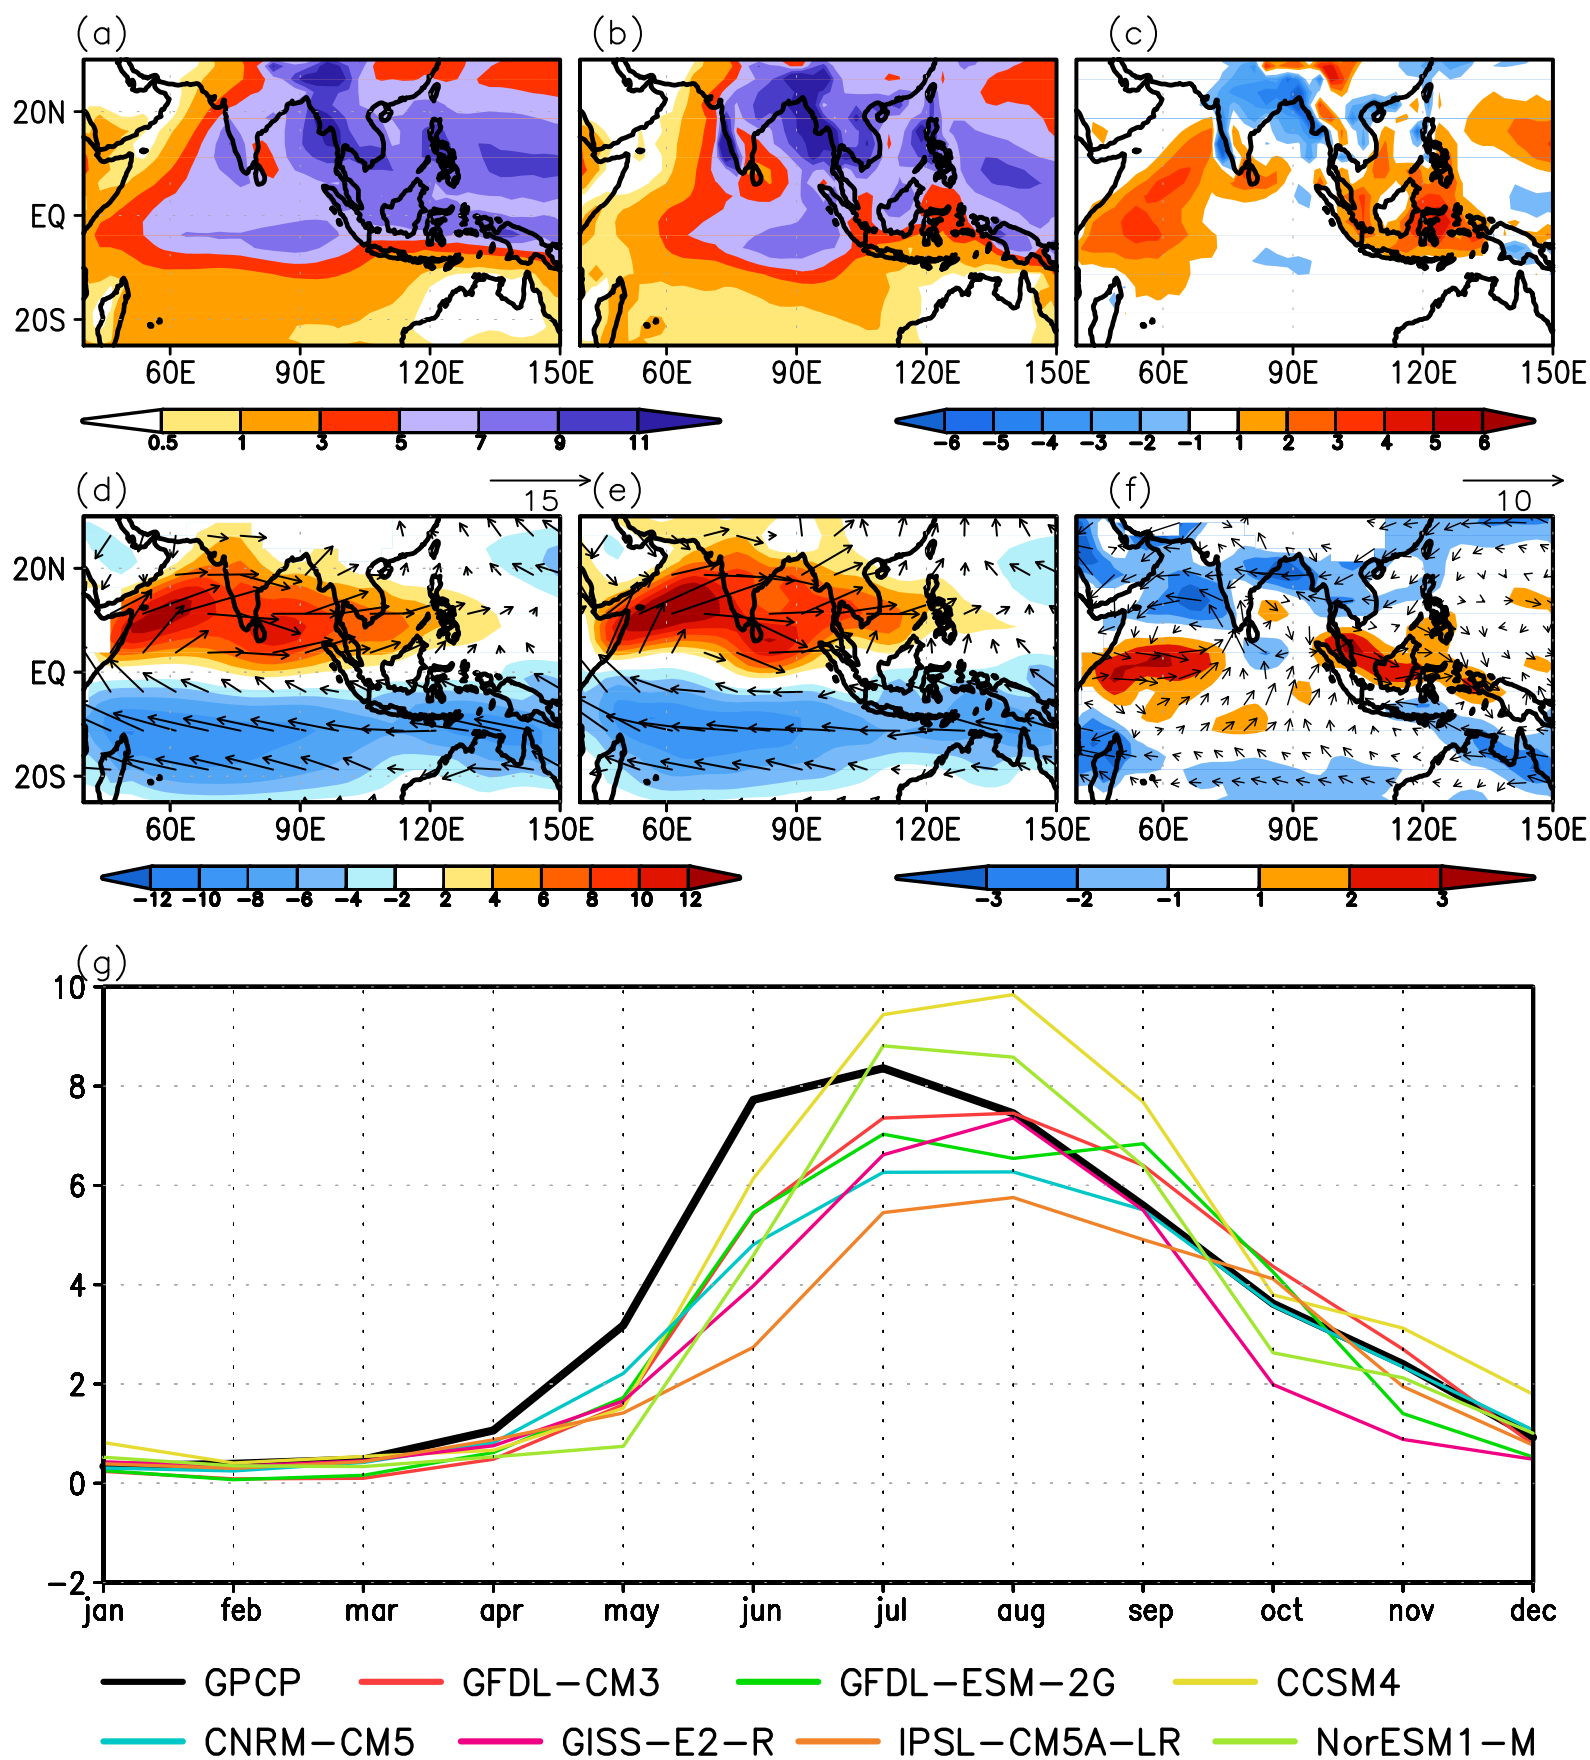 (a) (b) (c)
20N
EQ
20S
60E 90E 120E 150E 60E 90E 120E 150E 60E 90E 120E 150E
0.5 1 3 5 7 9 11 -6 -5 -4 -3 -2 -1 1 2 3 4 5 6
(d) 15 (e) (f) 10
20N
EQ
20S
60E 90E 120E 150E 60E 90E 120E 150E 60E 90E 120E 150E
-12 -10 -8 -6 -4 -2 2 4 6 8 10 12 -3 -2 -1 1 2 3
(g)
10
8
6
4
2
0
-2
jan feb mar apr may jun jul aug sep oct nov dec
GPCP GFDL-CM3 GFDL-ESM-2G CCSM4
CNRM-CM5 GISS-E2-R IPSL-CM5A-LR NorESM1-M